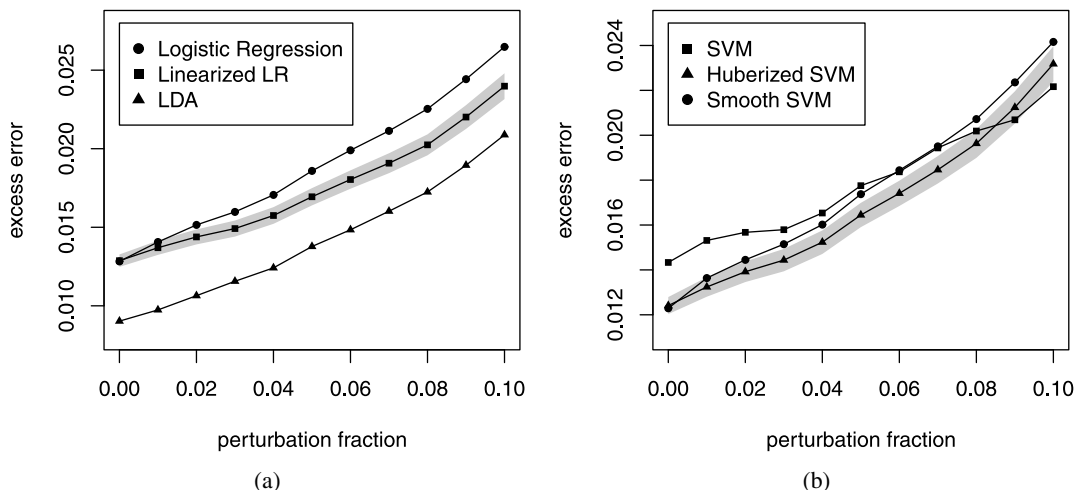 Logistic Regression
Linearized LR
LDA
excess error
0.010 0.015 0.020 0.025
0.00 0.02 0.04 0.06 0.08 0.10
perturbation fraction
(a)
SVM
Huberized SVM
Smooth SVM
excess error
0.012 0.016 0.020 0.024
0.00 0.02 0.04 0.06 0.08 0.10
perturbation fraction
(b)